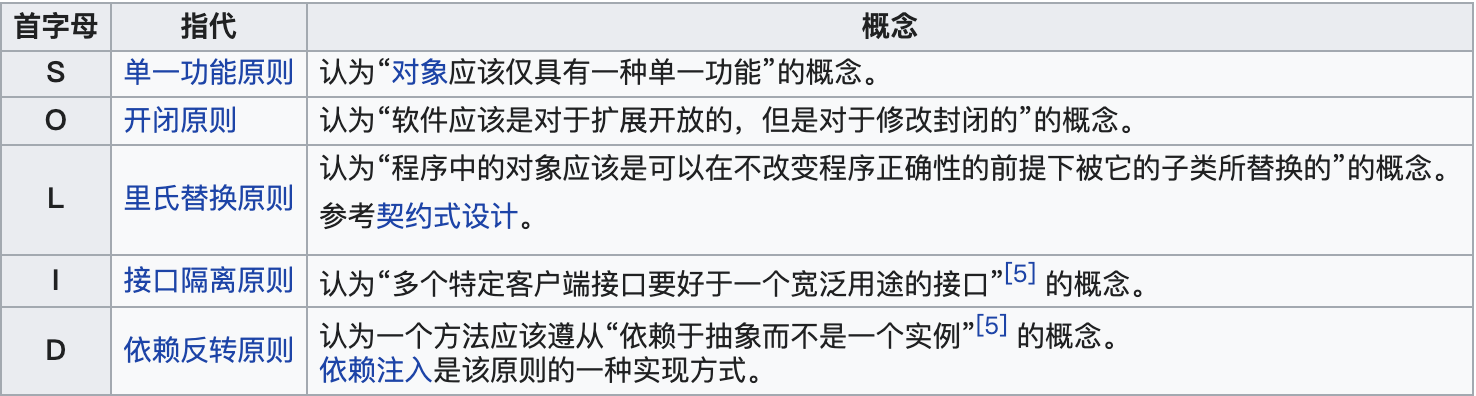 首字母 指代 概念
S 单一功能原则 认为“对象应该仅具有一种单一功能”的概念。
O 开闭原则 认为“软件应该是对于扩展开放的，但是对于修改封闭的”的概念。
认为“程序中的对象应该是可以在不改变程序正确性的前提下被它的子类所替换的”的概念。
L 里氏替换原则
参考契约式设计。
I 接口隔离原则 认为“多个特定客户端接口要好于一个宽泛用途的接口”[5] 的概念。
认为一个方法应该遵从“依赖于抽象而不是一个实例”[5] 的概念。
D 依赖反转原则
依赖注入是该原则的一种实现方式。